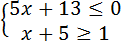 5x + 13 ≤ 0
x + 5 ≥ 1